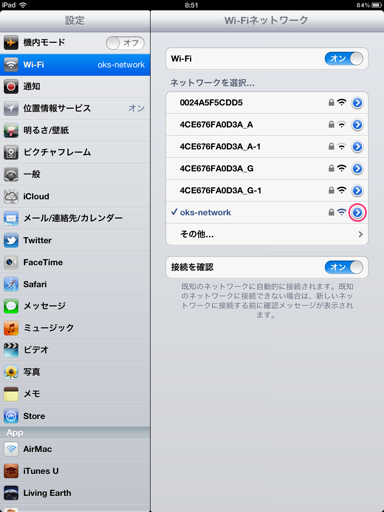 iPad
8:51
84%
設定
Wi-Fiネットワーク
機内モード
オフ
Wi-Fi
oks-network
通知
位置情報サービス
オン
明るさ/壁紙
ピクチャフレーム
一般
iCloud
メール/連絡先/カレンダー
Twitter
FaceTime
Safari
メッセージ
ミュージック
ビデオ
写真
メモ
Store
App
AirMac
iTunes U
Living Earth
Wi-Fi
オン
ネットワークを選択...
0024A5F5CDD5
4CE676FA0D3A_A
4CE676FA0D3A_A-1
4CE676FA0D3A_G
4CE676FA0D3A_G-1
oks-network
その他...
接続を確認
オン
既知のネットワークに自動的に接続されます。既知
のネットワークに接続できない場合は、新しいネッ
トワークに接続する前に確認メッセージが表示され
ます。